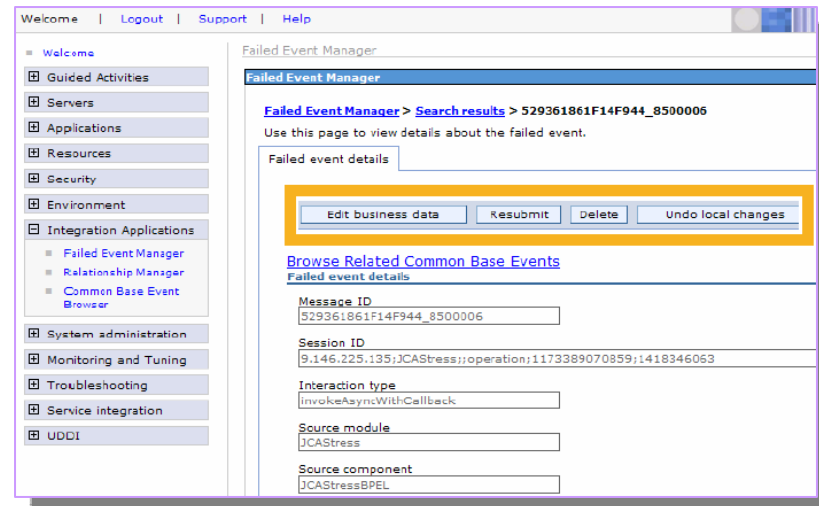 Welcome | Logout | Support | Help
Welcome
Guided Activities
Servers
Applications
Resources
Security
Environment
Integration Applications
Failed Event Manager
Relationship Manager
Common Base Event
Browser
System administration
Monitoring and Tuning
Troubleshooting
Service integration
UDDI
Failed Event Manager
Failed Event Manager
Failed Event Manager > Search results > 529361861F14F944_8500006
Use this page to view details about the failed event.
Failed event details
Edit business data Resubmit Delete Undo local changes
Browse Related Common Base Events
Failed event details
Message ID
529361861F14F944_8500006
Session ID
9.146.225.135;JCAStress;;operation;1173389070859;1418346063
Interaction type
invokeAsyncWithCallback
Source module
JCAStress
Source component
JCAStressBPEL